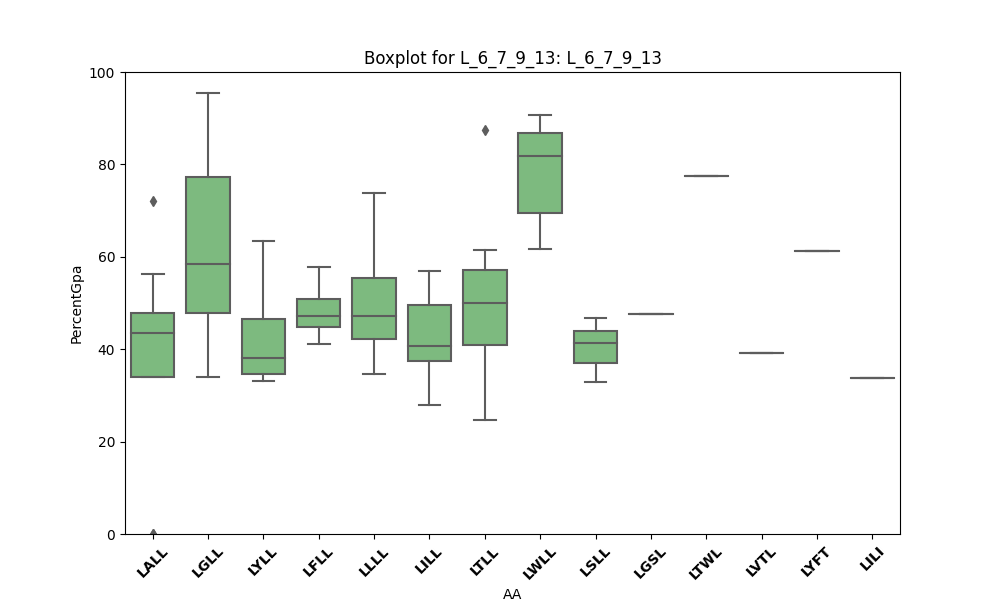 Boxplot for L_6_7_9_13: L_6_7_9_13
100
80
60
40
20
0
PercentGpa
LALL
LGLL
LYLL
LFLL
LLLL
LILL
LTLL
LWLL
LSLL
LGSL
LTWL
LVTL
LYFT
LILI
AA